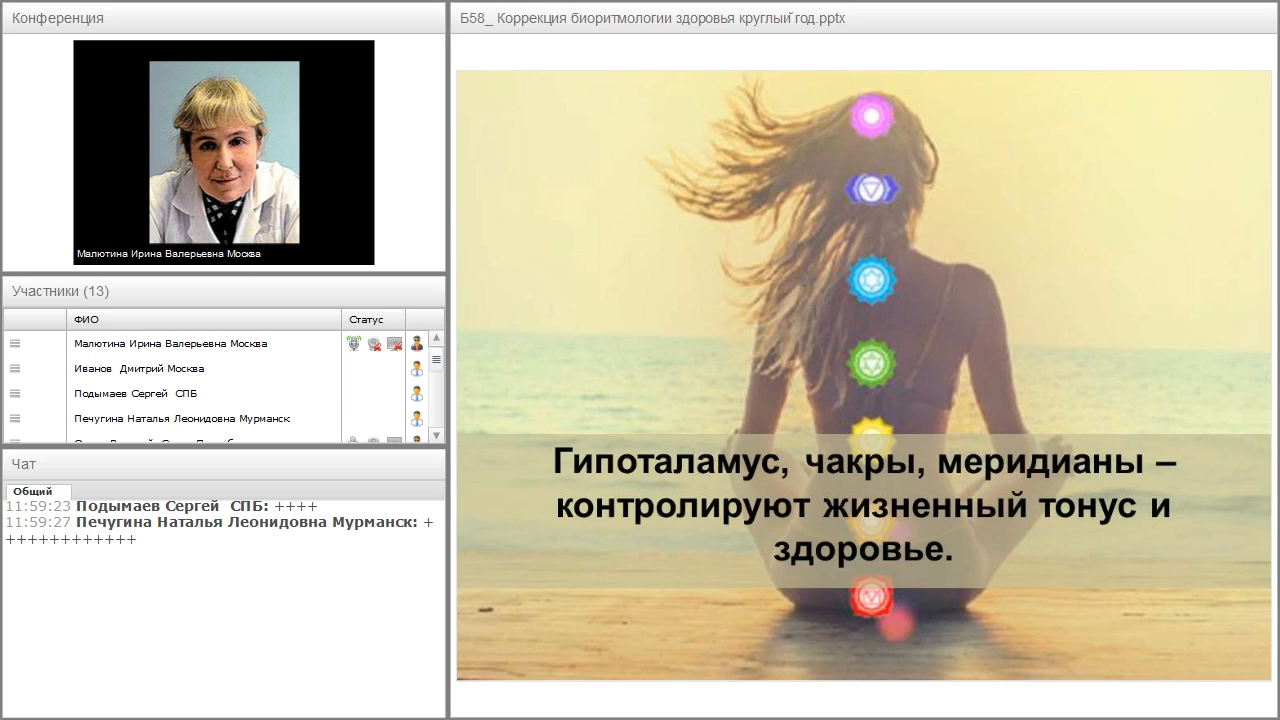 Конференция
Малютина Ирина Валерьевна Москва
Участники (13)
ФИО
Статус
Малютина Ирина Валерьевна Москва
Иванов Дмитрий Москва
Подымаев Сергей СПБ
Печугина Наталья Леонидовна Мурманск
Чат
Общий
11:59:23 Подымаев Сергей СПБ: ++++
11:59:27 Печугина Наталья Леонидовна Мурманск: +
++++++++++++
Б58_ Коррекция биоритмологии здоровья круглый год.pptx
Гипоталамус, чакры, меридианы –
контролируют жизненный тонус и
здоровье.